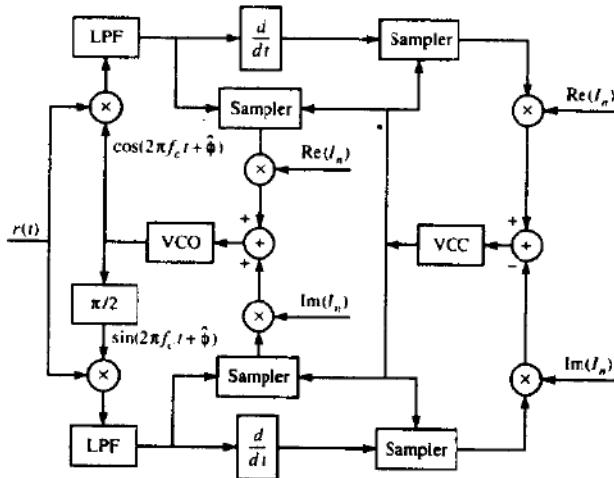 LPF
d
dt
Sampler
Sampler
Re(I_n)
Re(I_n)
cos(2πf_c t + φ̂)
r(t)
VCO
VCC
π/2
Im(I_n)
sin(2πf_c t + φ̂)
Sampler
Im(I_n)
LPF
d
dt
Sampler